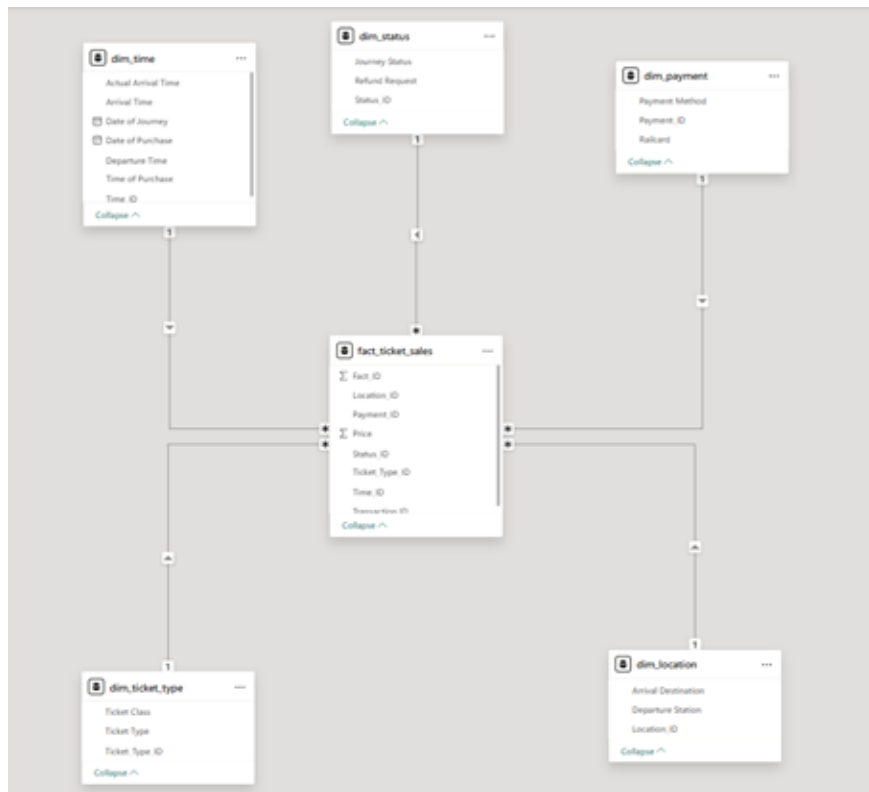 dim_time
Actual Arrival Time
Arrival Time
Date of Journey
Date of Purchase
Departure Time
Time of Purchase
Time_ID
Collapse
dim_status
Journey Status
Refund Request
Status_ID
Collapse
dim_payment
Payment Method
Payment_ID
Railcard
Collapse
1
1
1
*
fact_ticket_sales
Σ Fact_ID
Location_ID
Payment_ID
Σ Price
Status_ID
Ticket_Type_ID
Time_ID
Transaction_ID
Collapse
* *
* *
1
1
dim_ticket_type
Ticket Class
Ticket Type
Ticket_Type_ID
Collapse
dim_location
Arrival Destination
Departure Station
Location_ID
Collapse